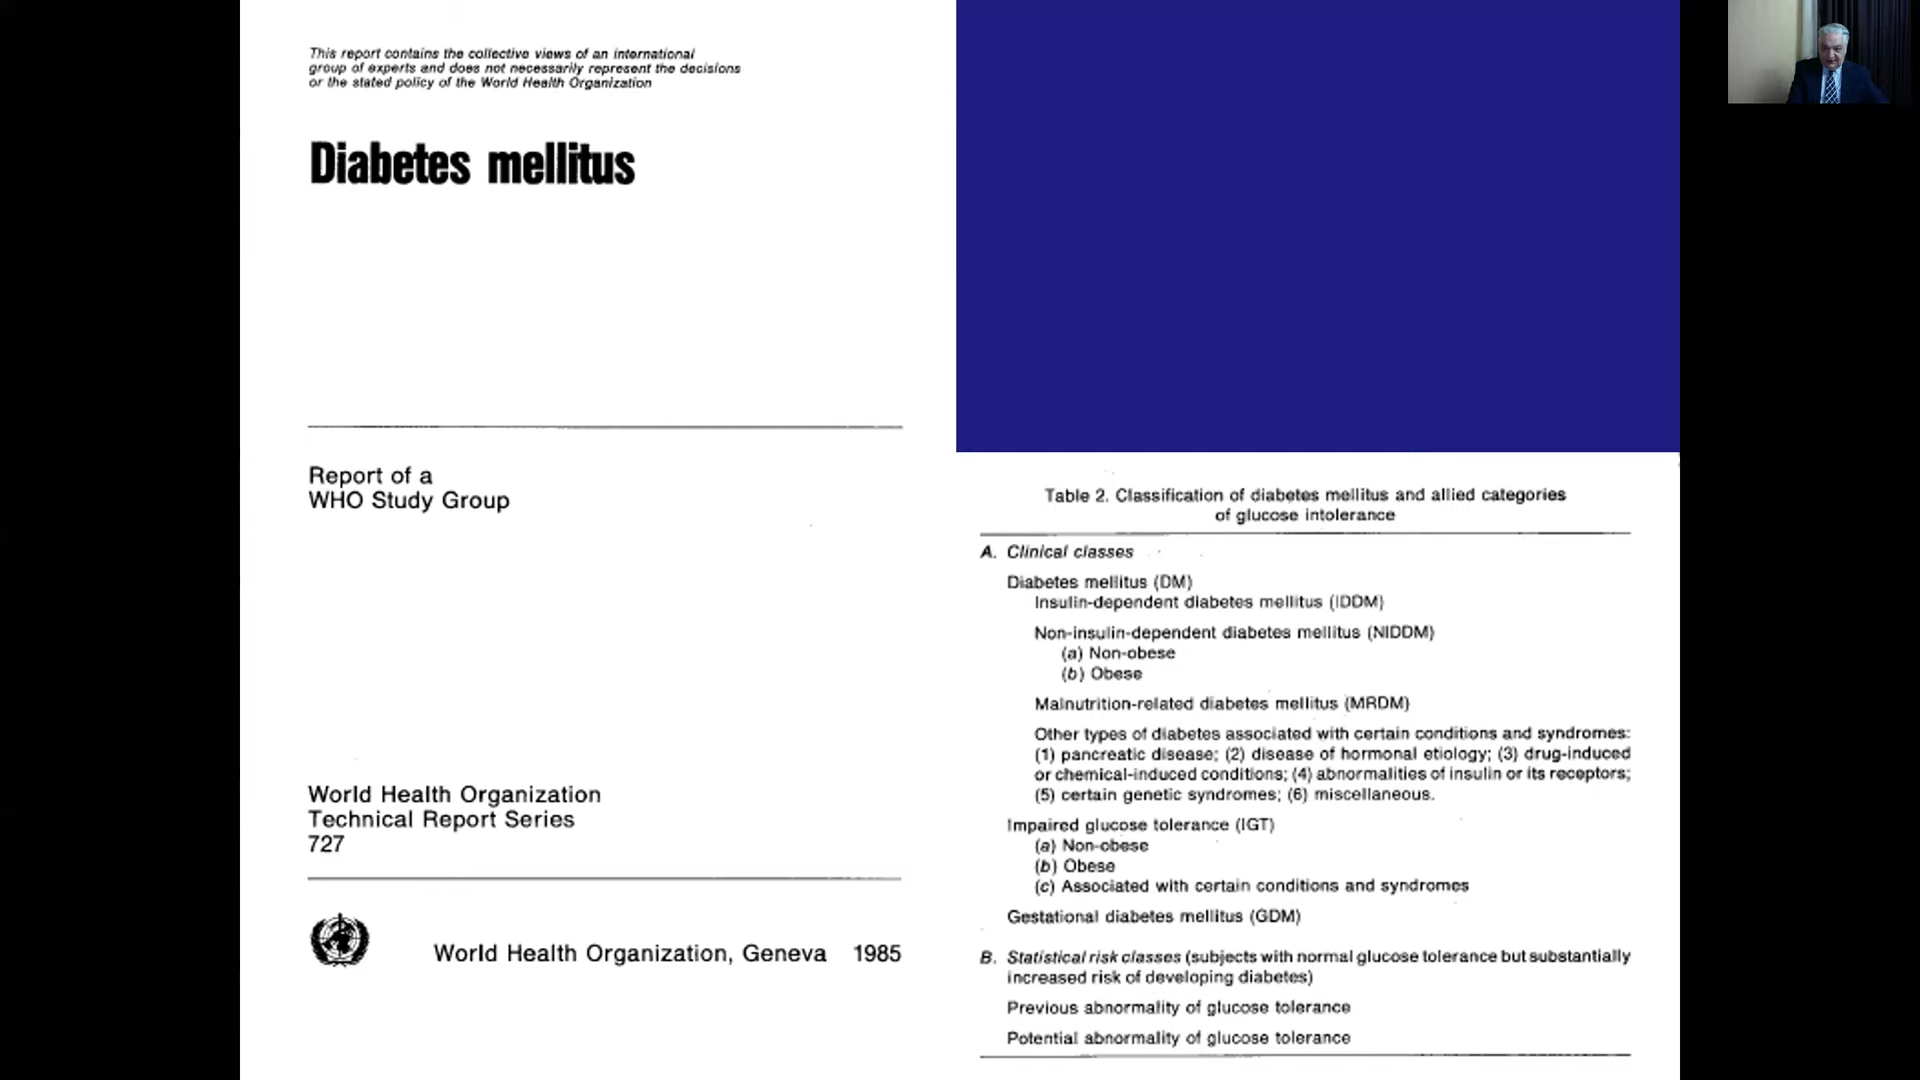 This report contains the collective views of an international
group of experts and does not necessarily represent the decisions
or the stated policy of the World Health Organization
Diabetes mellitus
Report of a
WHO Study Group
World Health Organization
Technical Report Series
727
World Health Organization, Geneva 1985
Table 2. Classification of diabetes mellitus and allied categories
of glucose intolerance
A. Clinical classes
Diabetes mellitus (DM)
Insulin-dependent diabetes mellitus (IDDM)
Non-insulin-dependent diabetes mellitus (NIDDM)
(a) Non-obese
(b) Obese
Malnutrition-related diabetes mellitus (MRDM)
Other types of diabetes associated with certain conditions and syndromes:
(1) pancreatic disease; (2) disease of hormonal etiology; (3) drug-induced
or chemical-induced conditions; (4) abnormalities of insulin or its receptors;
(5) certain genetic syndromes; (6) miscellaneous.
Impaired glucose tolerance (IGT)
(a) Non-obese
(b) Obese
(c) Associated with certain conditions and syndromes
Gestational diabetes mellitus (GDM)
B. Statistical risk classes (subjects with normal glucose tolerance but substantially
increased risk of developing diabetes)
Previous abnormality of glucose tolerance
Potential abnormality of glucose tolerance